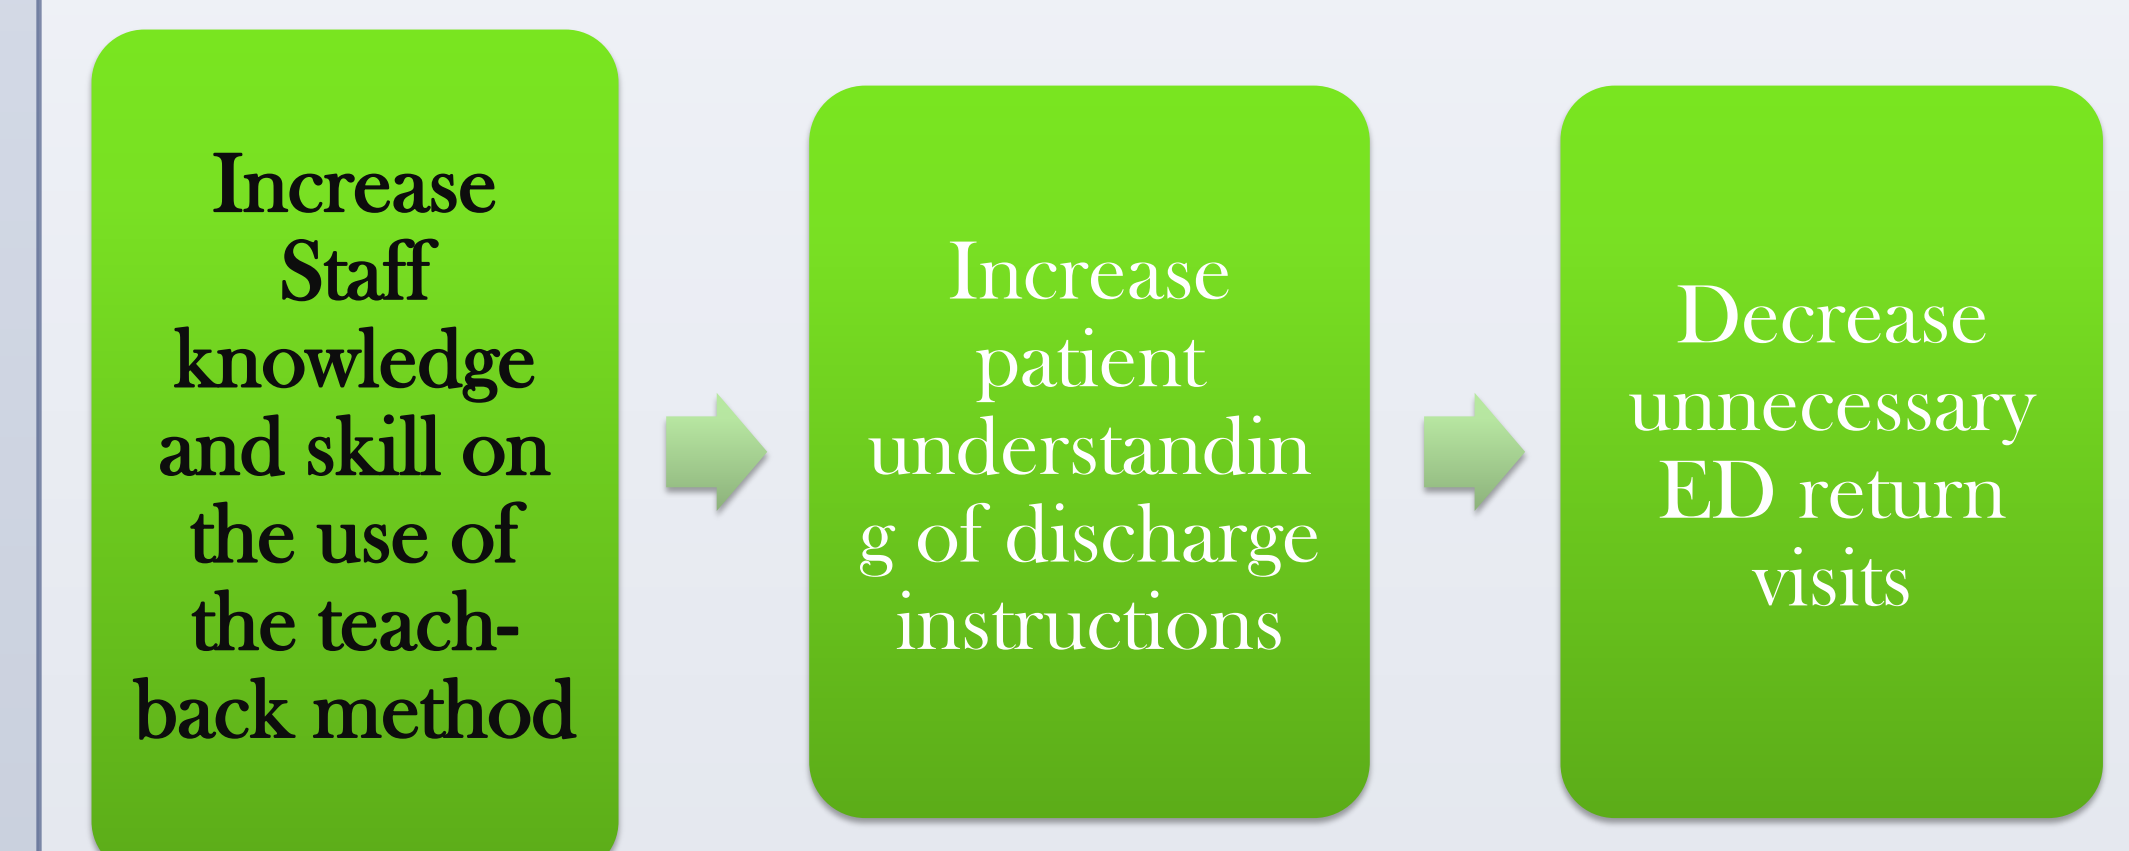 Increase
Staff
knowledge
and skill on
the use of
the teach-
back method
Increase
patient
understandin
g of discharge
instructions
Decrease
unnecessary
ED return
visits